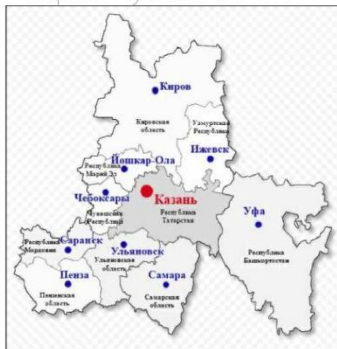 Киров
Кировская
область
Удмуртская
Республика
Ижевск
Республика
Марий Эл
Йошкар-Ола
Чебоксары
Чувашская
Республика
Казань
Республика
Татарстан
Уфа
Республика
Башкортостан
Саранск
Республика
Мордовия
Ульяновск
Ульяновская
область
Пенза
Пензенская
область
Самара
Самарская
область